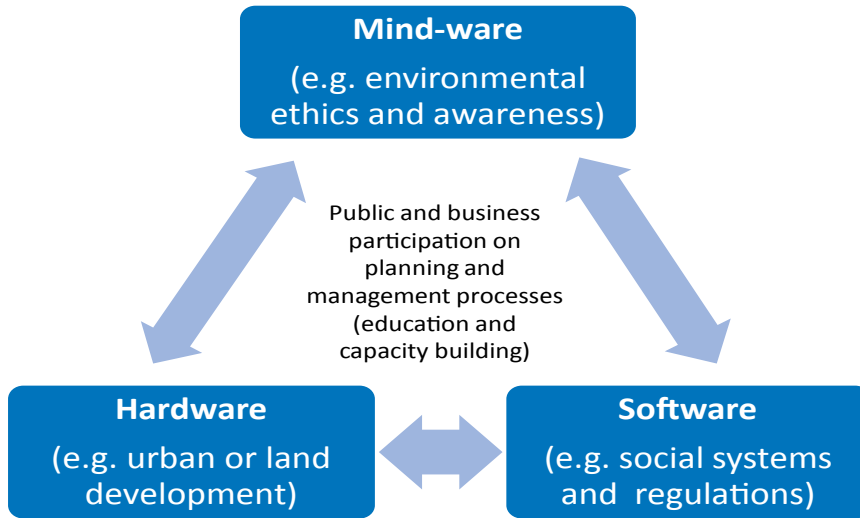 Mind-ware
(e.g. environmental
ethics and awareness)
Public and business
participation on
planning and
management processes
(education and
capacity building)
Hardware
(e.g. urban or land
development)
Software
(e.g. social systems
and regulations)